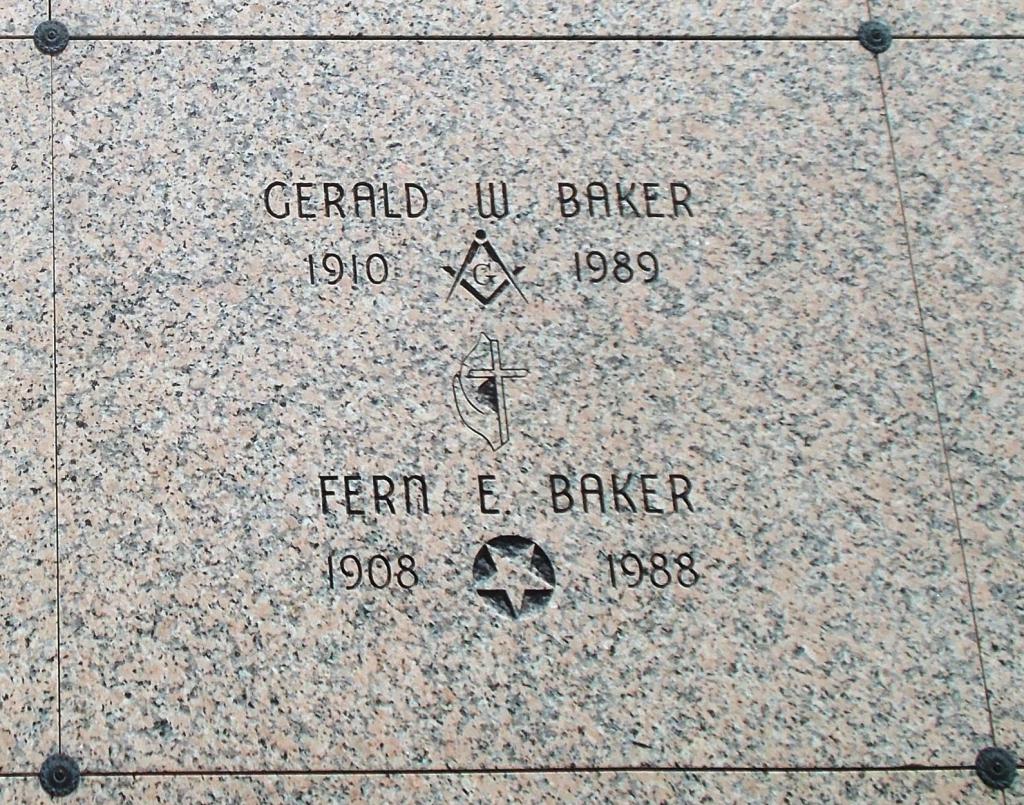 GERALD W. BAKER
1910 G 1989
FERN E. BAKER
1908 1988